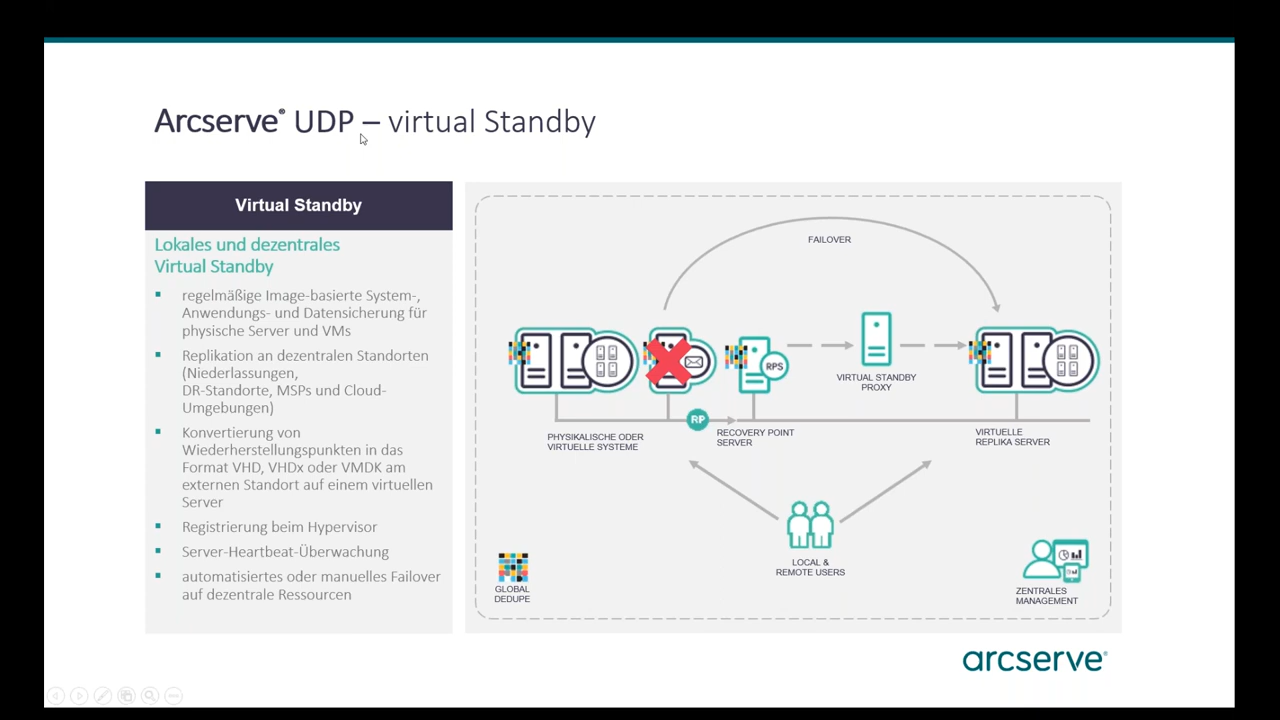 Arcserve® UDP – virtual Standby
Virtual Standby
Lokales und dezentrales
Virtual Standby
▪ regelmäßige Image-basierte System-,
Anwendungs- und Datensicherung für
physische Server und VMs
▪ Replikation an dezentralen Standorten
(Niederlassungen,
DR-Standorte, MSPs und Cloud-
Umgebungen)
▪ Konvertierung von
Wiederherstellungspunkten in das
Format VHD, VHDx oder VMDK am
externen Standort auf einem virtuellen
Server
▪ Registrierung beim Hypervisor
▪ Server-Heartbeat-Überwachung
▪ automatisiertes oder manuelles Failover
auf dezentrale Ressourcen
FAILOVER
RPS
VIRTUAL STANDBY
PROXY
RP
PHYSIKALISCHE ODER
VIRTUELLE SYSTEME
RECOVERY POINT
SERVER
VIRTUELLE
REPLIKA SERVER
LOCAL &
REMOTE USERS
GLOBAL
DEDUPE
ZENTRALES
MANAGEMENT
arcserve®